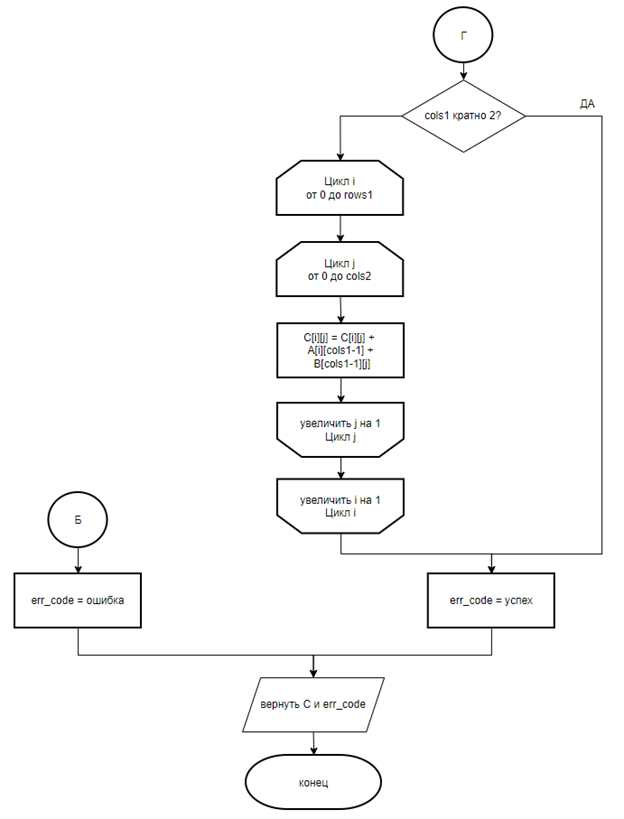 Г
cols1 кратно 2?
ДА
Цикл i
от 0 до rows1
Цикл j
от 0 до cols2
C[i][j] = C[i][j] +
A[i][cols1-1] +
B[cols1-1][j]
увеличить j на 1
Цикл j
увеличить i на 1
Цикл i
Б
err_code = ошибка
err_code = успех
вернуть C и err_code
конец